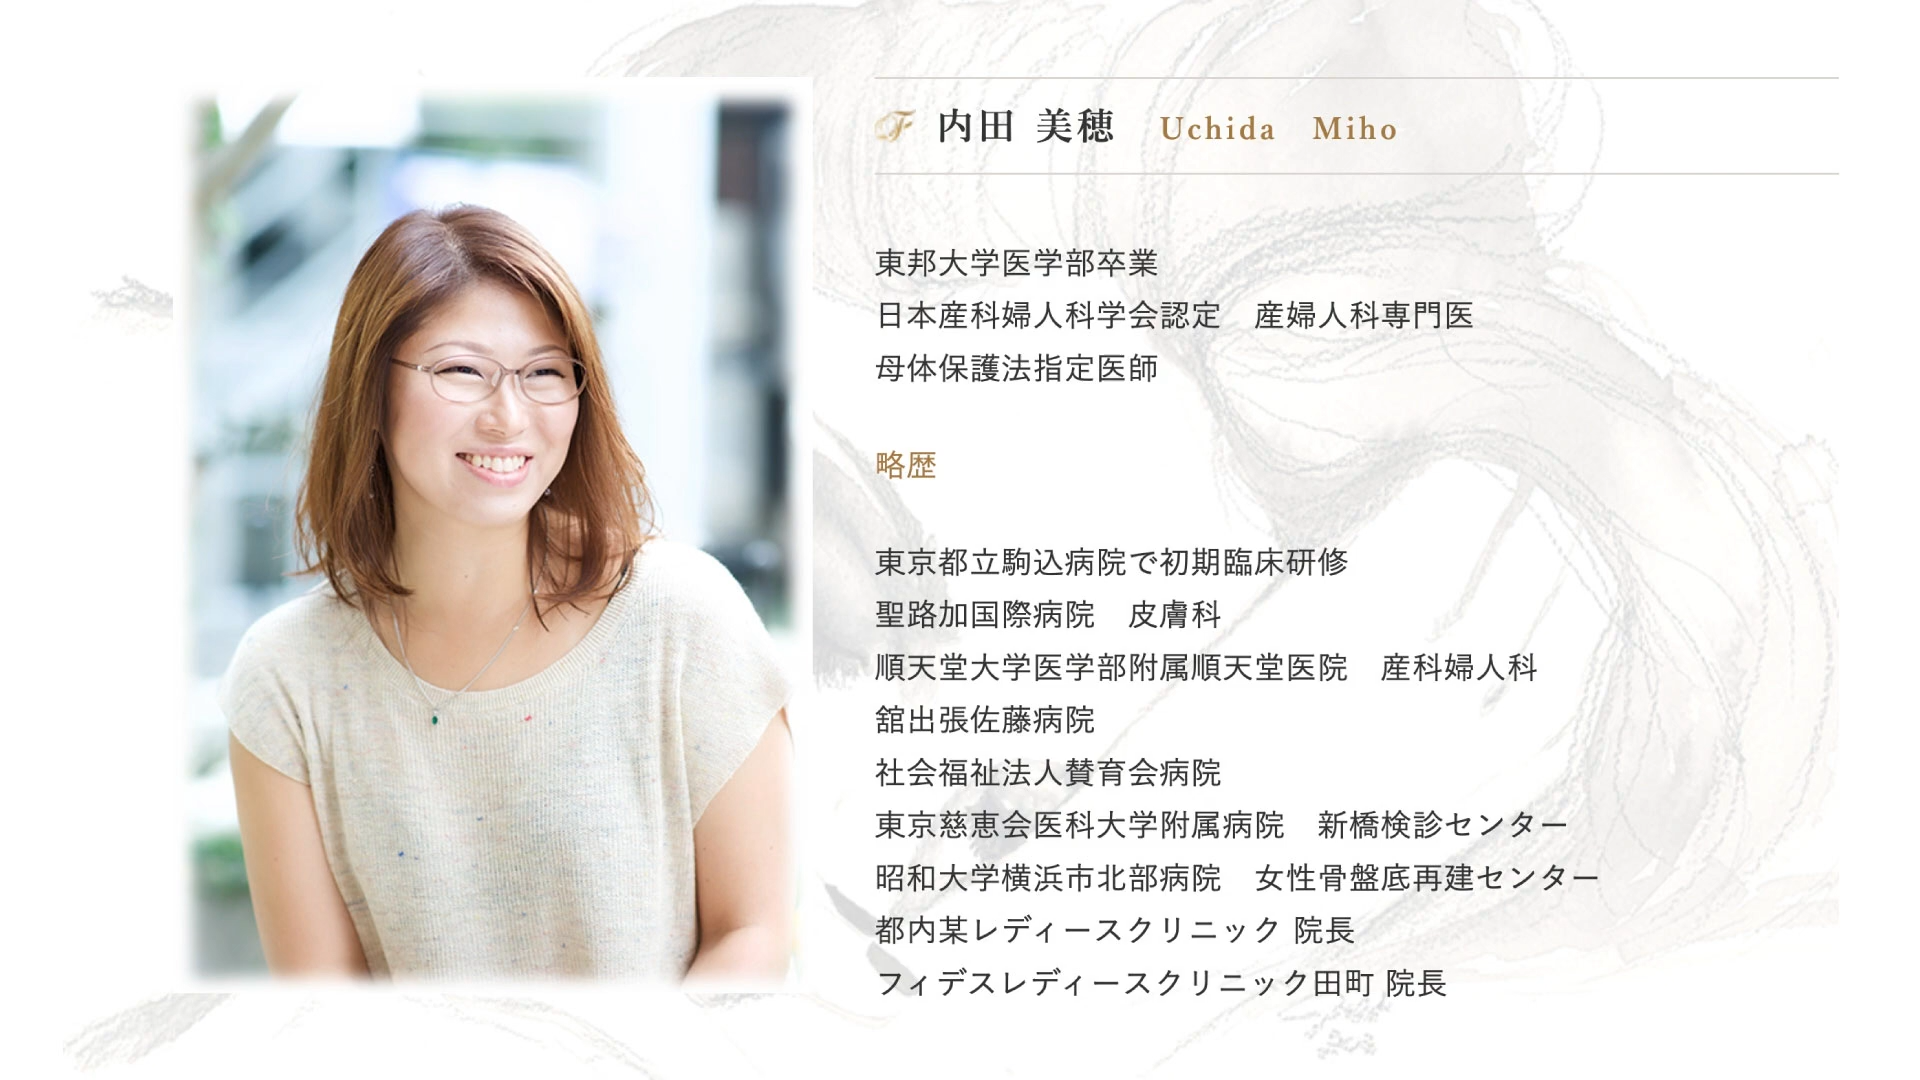 内田 美穂　Uchida　Miho
東邦大学医学部卒業
日本産科婦人科学会認定　産婦人科専門医
母体保護法指定医師
略歴
東京都立駒込病院で初期臨床研修
聖路加国際病院　皮膚科
順天堂大学医学部附属順天堂医院　産科婦人科
舘出張佐藤病院
社会福祉法人賛育会病院
東京慈恵会医科大学附属病院　新橋検診センター
昭和大学横浜市北部病院　女性骨盤底再建センター
都内某レディースクリニック 院長
フィデスレディースクリニック田町 院長